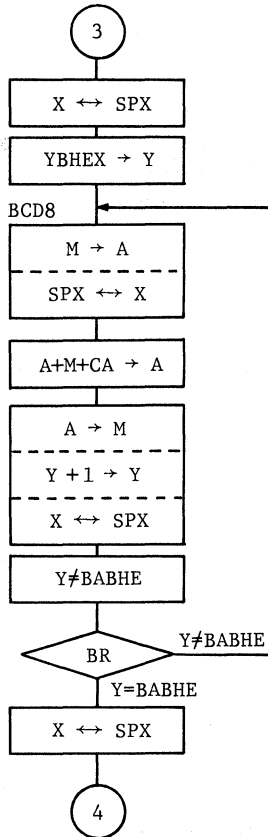 3
X ↔ SPX
YBHEX → Y
BCD8
M → A
SPX ↔ X
A+M+CA → A
A → M
Y +1 → Y
X ↔ SPX
Y≠BABHE
BR Y≠BABHE
Y=BABHE
X ↔ SPX
4